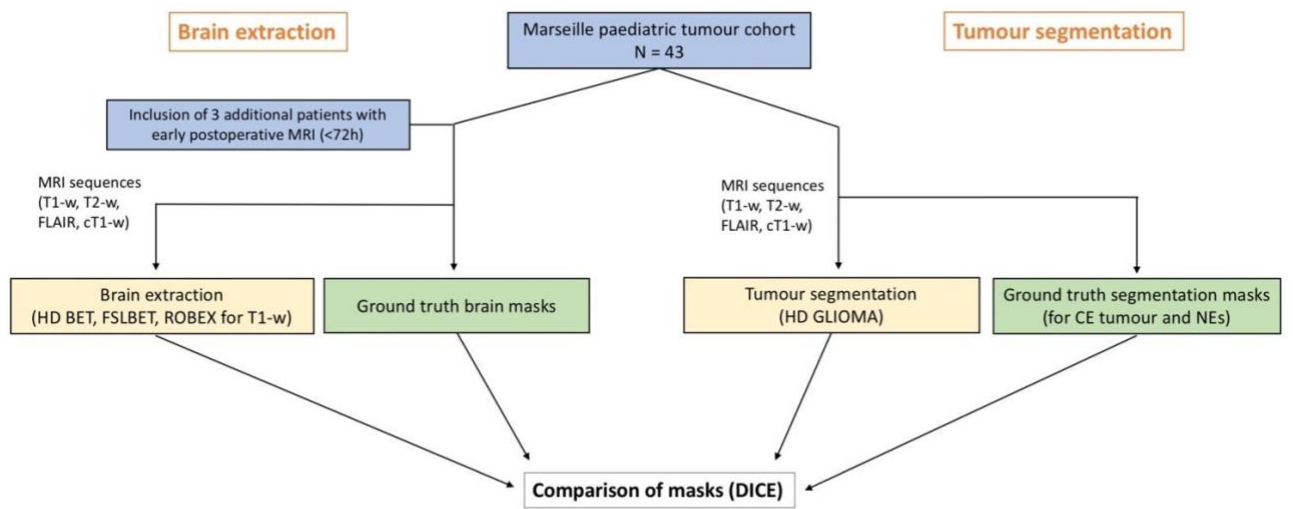 Brain extraction
Marseille paediatric tumour cohort
N = 43
Tumour segmentation
Inclusion of 3 additional patients with
early postoperative MRI (<72h)
MRI sequences
(T1-w, T2-w,
FLAIR, cT1-w)
MRI sequences
(T1-w, T2-w,
FLAIR, cT1-w)
Brain extraction
(HD BET, FSLBET, ROBEX for T1-w)
Ground truth brain masks
Tumour segmentation
(HD GLIOMA)
Ground truth segmentation masks
(for CE tumour and NEs)
Comparison of masks (DICE)